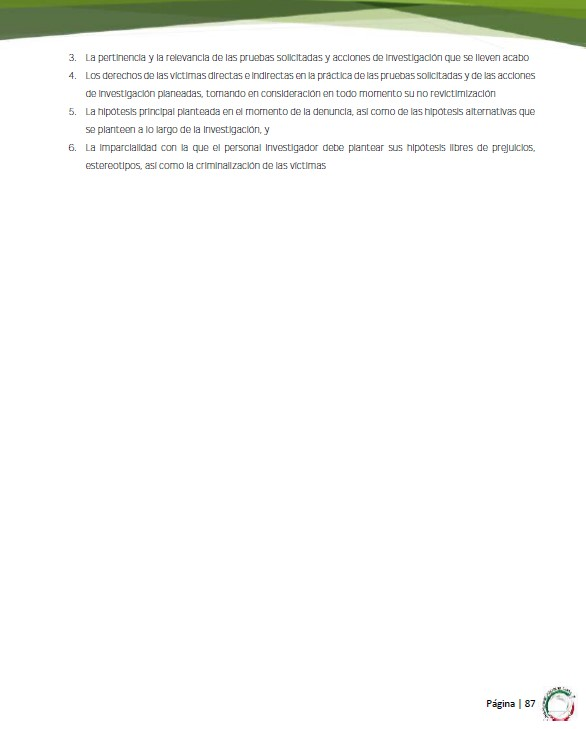 3. La pertinencia y la relevancia de las pruebas solicitadas y acciones de investigación que se lleven acabo
4. Los derechos de las víctimas directas e indirectas en la práctica de las pruebas solicitadas y de las acciones
de investigación planeadas, tomando en consideración en todo momento su no revictimización
5. La hipótesis principal planteada en el momento de la denuncia, así como de las hipótesis alternativas que
se planteen a lo largo de la investigación, y
6. La imparcialidad con la que el personal investigador debe plantear sus hipótesis libres de prejuicios,
estereotipos, así como la criminalización de las víctimas
Página | 87